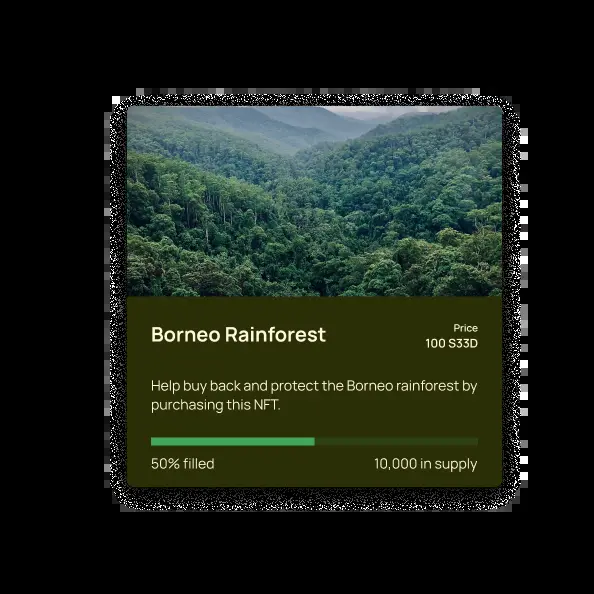 Borneo Rainforest
Price
100 S33D
Help buy back and protect the Borneo rainforest by
purchasing this NFT.
50% filled
10,000 in supply